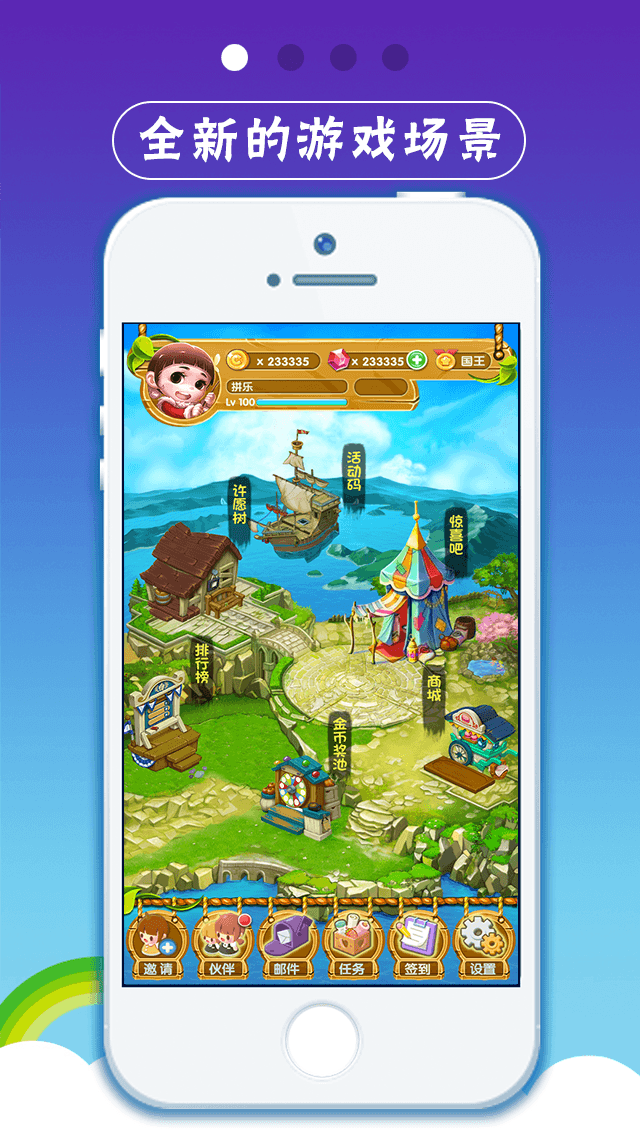 全新的游戏场景
× 233335
× 233335
国王
拼乐
Lv 100
活动码
许愿树
惊喜吧
排行榜
商城
金币奖池
邀请
伙伴
邮件
任务
签到
设置